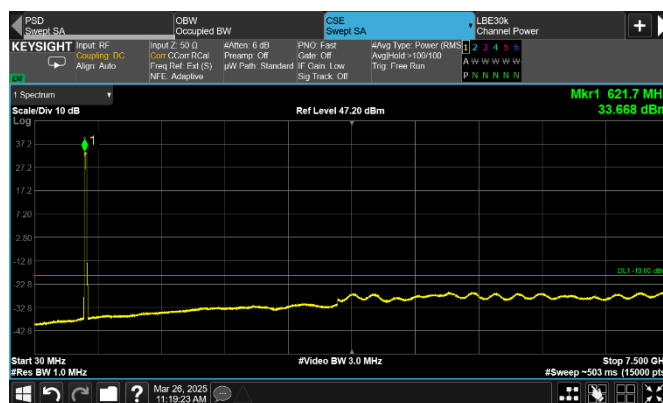 PSD
Swept SA
OBW
Occupied BW
CSE
Swept SA
LBE30k
Channel Power
KEYSIGHT
Input: RF
Coupling: DC
Align: Auto
Input Z: 50 Ω
Corr CCorr RCal
Freq Ref: Ext (S)
NFE: Adaptive
#Atten: 6 dB
Preamp: Off
µW Path: Standard
PNO: Fast
Gate: Off
IF Gain: Low
Sig Track: Off
#Avg Type: Power (RMS
Avg|Hold >100/100
Trig: Free Run
1 2 3 4 5 6
A W W W W W
P N N N N N
LXI
1 Spectrum
Mkr1 621.7 MH
Scale/Div 10 dB
Ref Level 47.20 dBm
33.668 dBn
Log
1
37.2
27.2
17.2
7.20
-2.80
-12.8
DL1 -19.00 dB
-22.8
-32.8
-42.8
Start 30 MHz
#Video BW 3.0 MHz
Stop 7.500 GH
#Res BW 1.0 MHz
#Sweep ~503 ms (15000 pts
?
Mar 26, 2025
11:19:23 AM